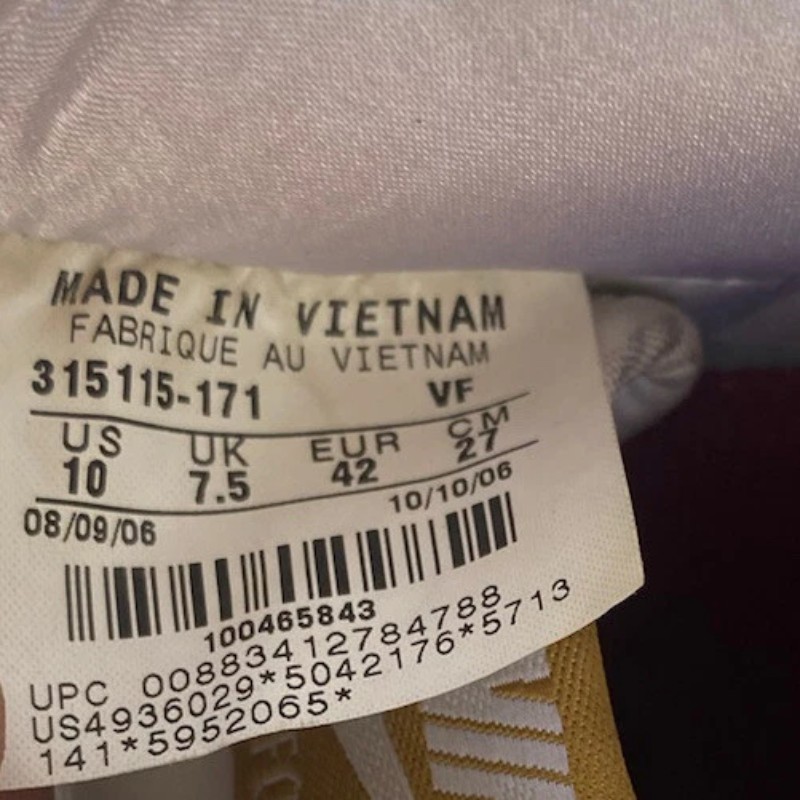 MADE IN VIETNAM
FABRIQUE AU VIETNAM
315115-171 VF
US UK EUR CM
10 7.5 42 27
08/09/06 10/10/06
100465843
UPC 00883412784788
US4936029*5042176*5713
141*5952065*